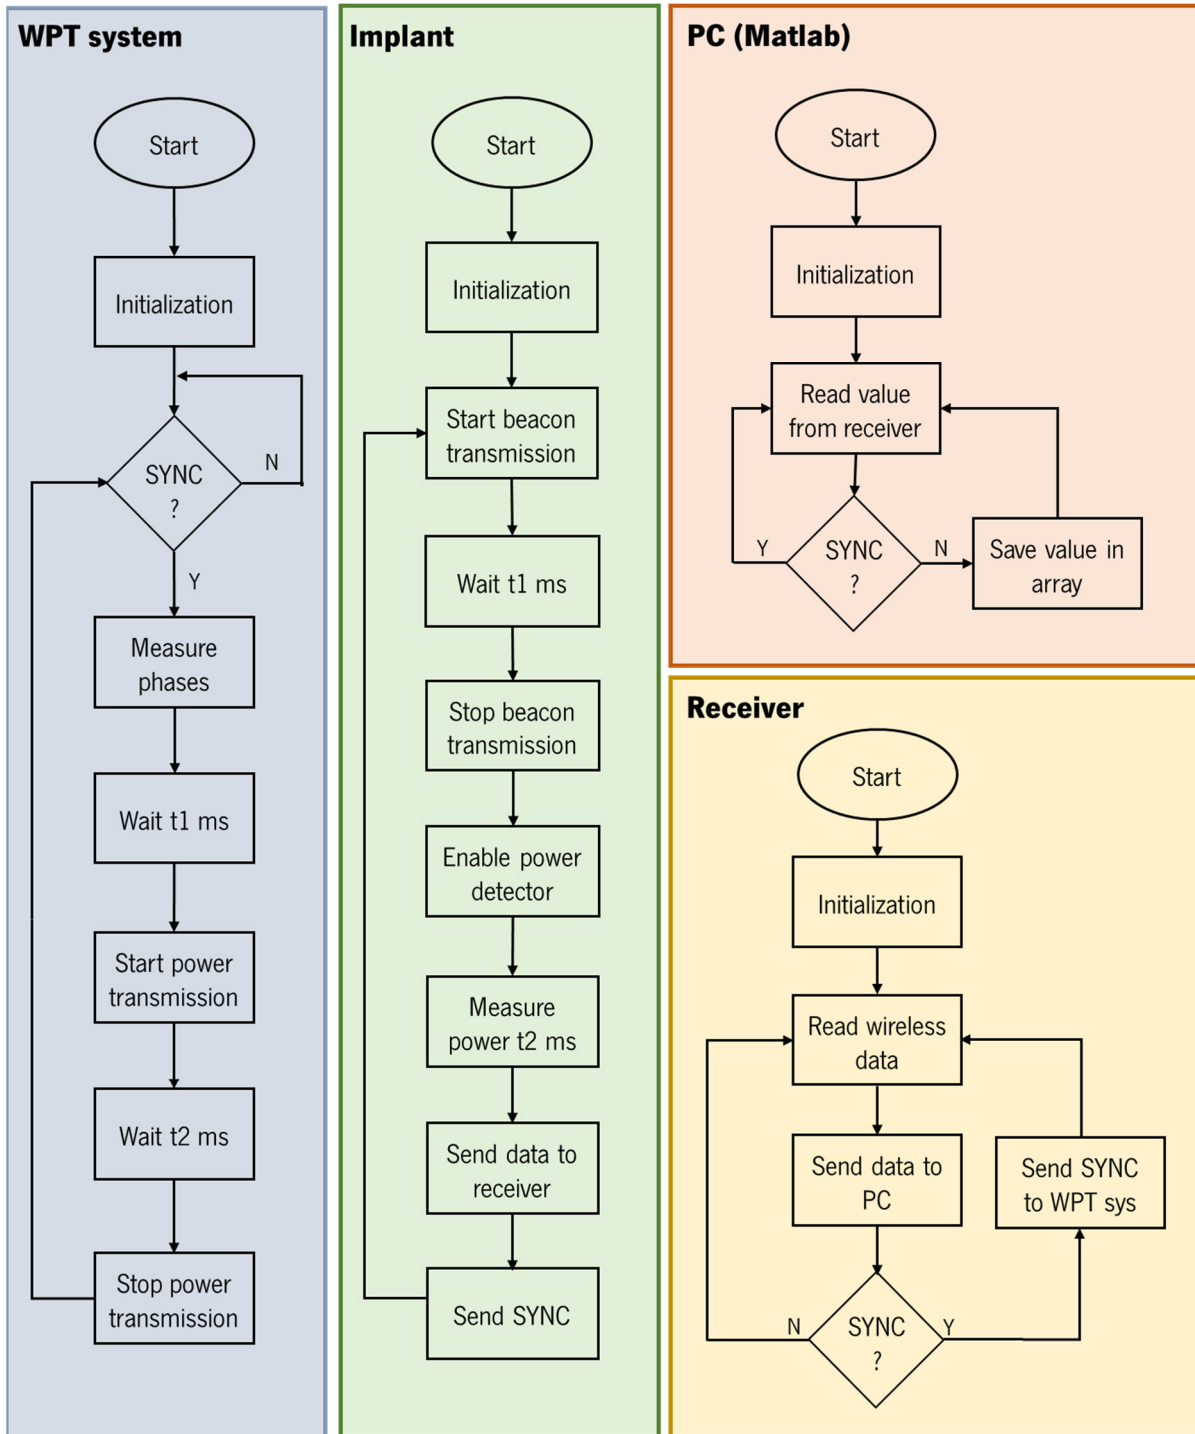 WPT system
Start
Initialization
SYNC
?
N
Y
Measure
phases
Wait t1 ms
Start power
transmission
Wait t2 ms
Stop power
transmission
Implant
Start
Initialization
Start beacon
transmission
Wait t1 ms
Stop beacon
transmission
Enable power
detector
Measure
power t2 ms
Send data to
receiver
Send SYNC
PC (Matlab)
Start
Initialization
Read value
from receiver
Y
SYNC
?
N
Save value in
array
Receiver
Start
Initialization
Read wireless
data
Send data to
PC
Send SYNC
to WPT sys
N
SYNC
?
Y